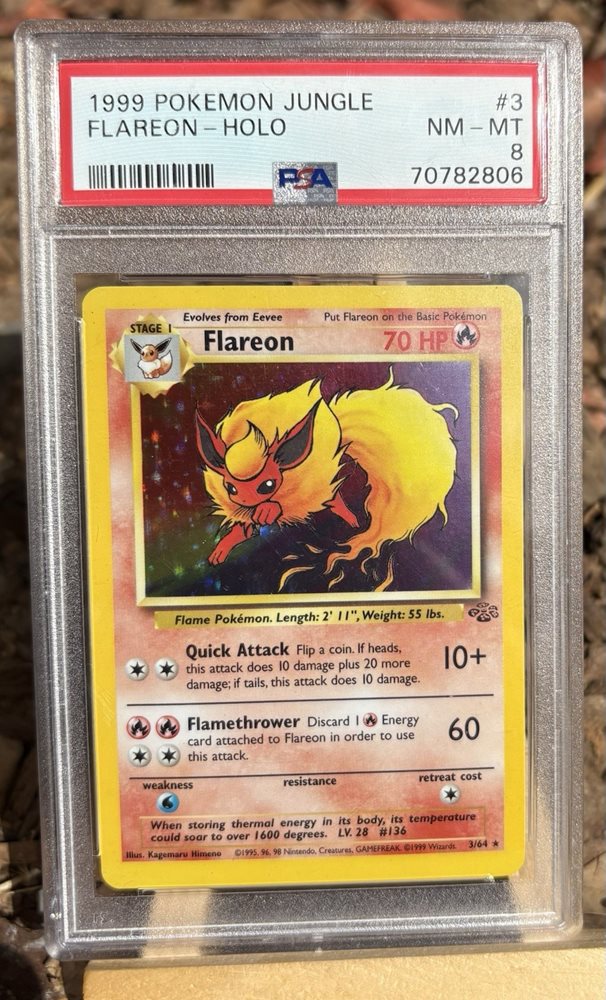 1999 POKEMON JUNGLE #3
FLAREON - HOLO NM - MT
8
PSA 70782806
Evolves from Eevee Put Flareon on the Basic Pokémon
STAGE 1 Flareon 70 HP
Flame Pokémon. Length: 2' 11", Weight: 55 lbs.
Quick Attack Flip a coin. If heads,
this attack does 10 damage plus 20 more
damage; if tails, this attack does 10 damage.
10+
Flamethrower Discard 1 Energy
card attached to Flareon in order to use
this attack.
60
weakness resistance retreat cost
When storing thermal energy in its body, its temperature
could soar to over 1600 degrees. LV. 28 #136
Illus. Kagemaru Himeno ©1995, 96, 98 Nintendo, Creatures, GAMEFREAK. ©1999 Wizards. 3/64 ★